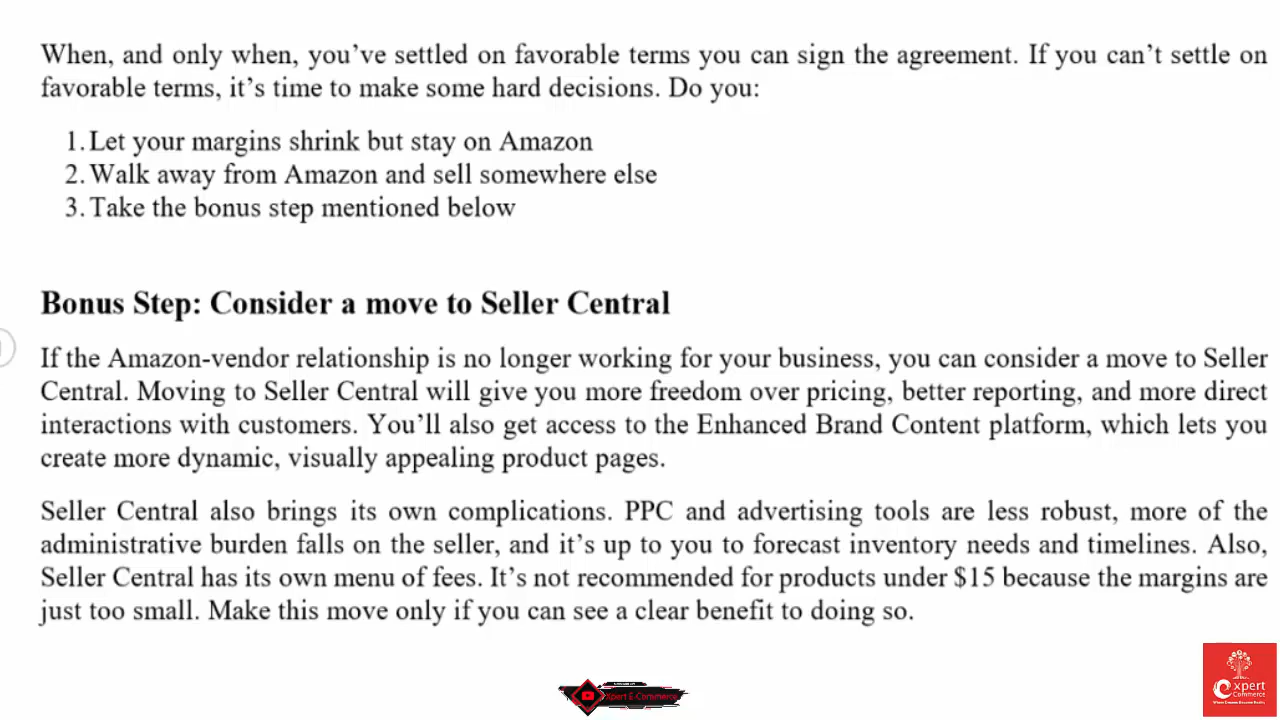 When, and only when, you’ve settled on favorable terms you can sign the agreement. If you can’t settle on
favorable terms, it’s time to make some hard decisions. Do you:
1. Let your margins shrink but stay on Amazon
2. Walk away from Amazon and sell somewhere else
3. Take the bonus step mentioned below
Bonus Step: Consider a move to Seller Central
If the Amazon-vendor relationship is no longer working for your business, you can consider a move to Seller
Central. Moving to Seller Central will give you more freedom over pricing, better reporting, and more direct
interactions with customers. You’ll also get access to the Enhanced Brand Content platform, which lets you
create more dynamic, visually appealing product pages.
Seller Central also brings its own complications. PPC and advertising tools are less robust, more of the
administrative burden falls on the seller, and it’s up to you to forecast inventory needs and timelines. Also,
Seller Central has its own menu of fees. It’s not recommended for products under $15 because the margins are
just too small. Make this move only if you can see a clear benefit to doing so.
Xpert E-Commerce
expert
Commerce